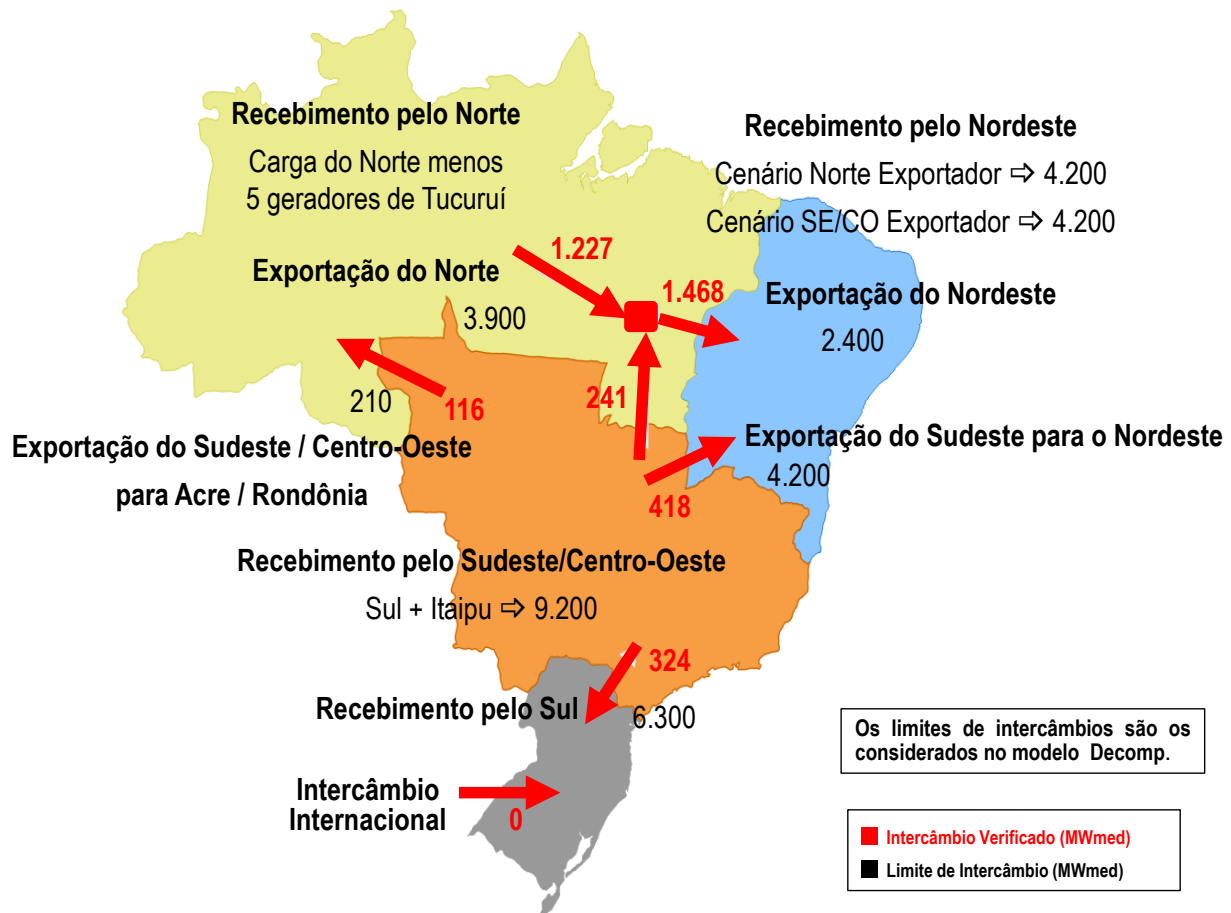 Recebimento pelo Norte
Carga do Norte menos
5 geradores de Tucuruí
Recebimento pelo Nordeste
Cenário Norte Exportador ⇨ 4.200
Cenário SE/CO Exportador ⇨ 4.200
1.227
Exportação do Norte
3.900
1.468
Exportação do Nordeste
2.400
210
116
241
Exportação do Sudeste / Centro-Oeste
para Acre / Rondônia
Exportação do Sudeste para o Nordeste
4.200
418
Recebimento pelo Sudeste/Centro-Oeste
Sul + Itaipu ⇨ 9.200
324
Recebimento pelo Sul
6.300
Intercâmbio
Internacional
0
Os limites de intercâmbios são os
considerados no modelo Decomp.
Intercâmbio Verificado (MWmed)
Limite de Intercâmbio (MWmed)